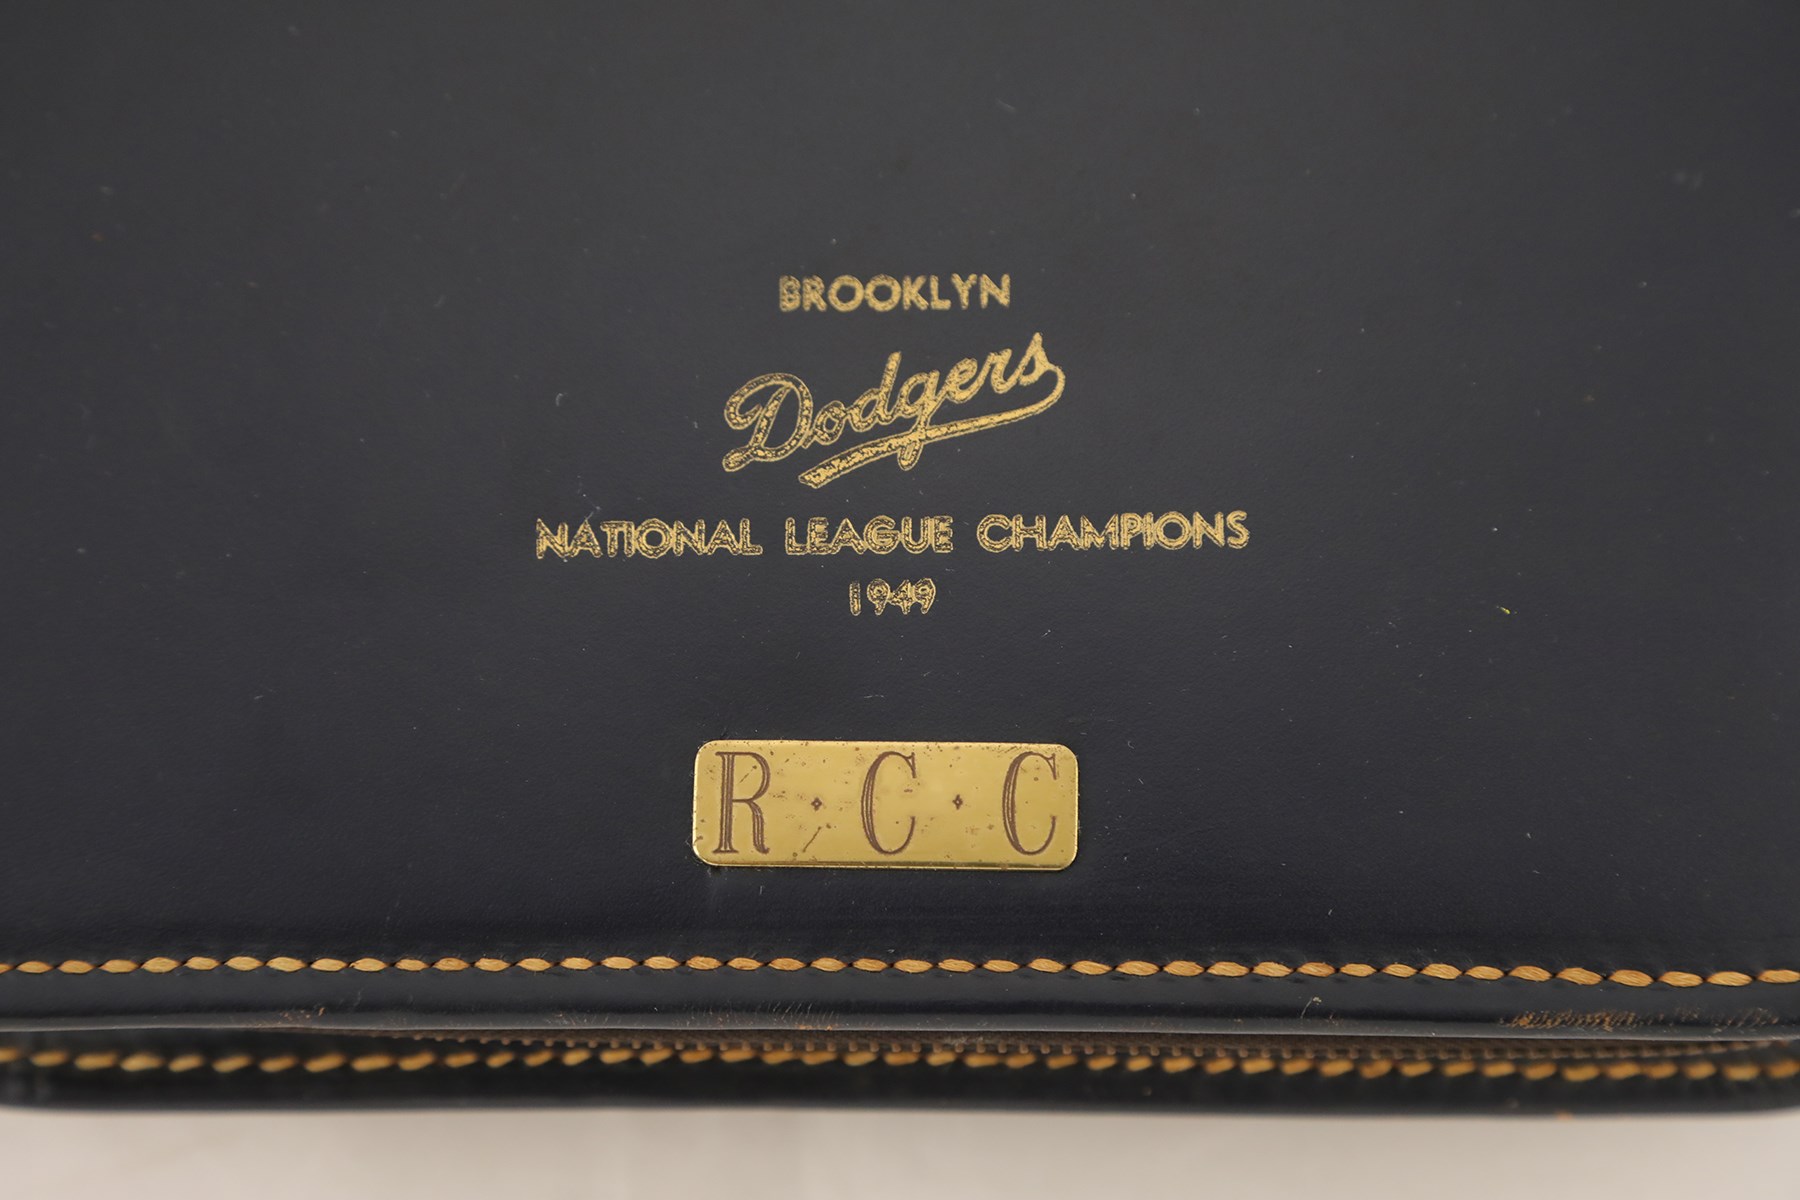 BROOKLYN
Dodgers
NATIONAL LEAGUE CHAMPIONS
1949
R·C·C